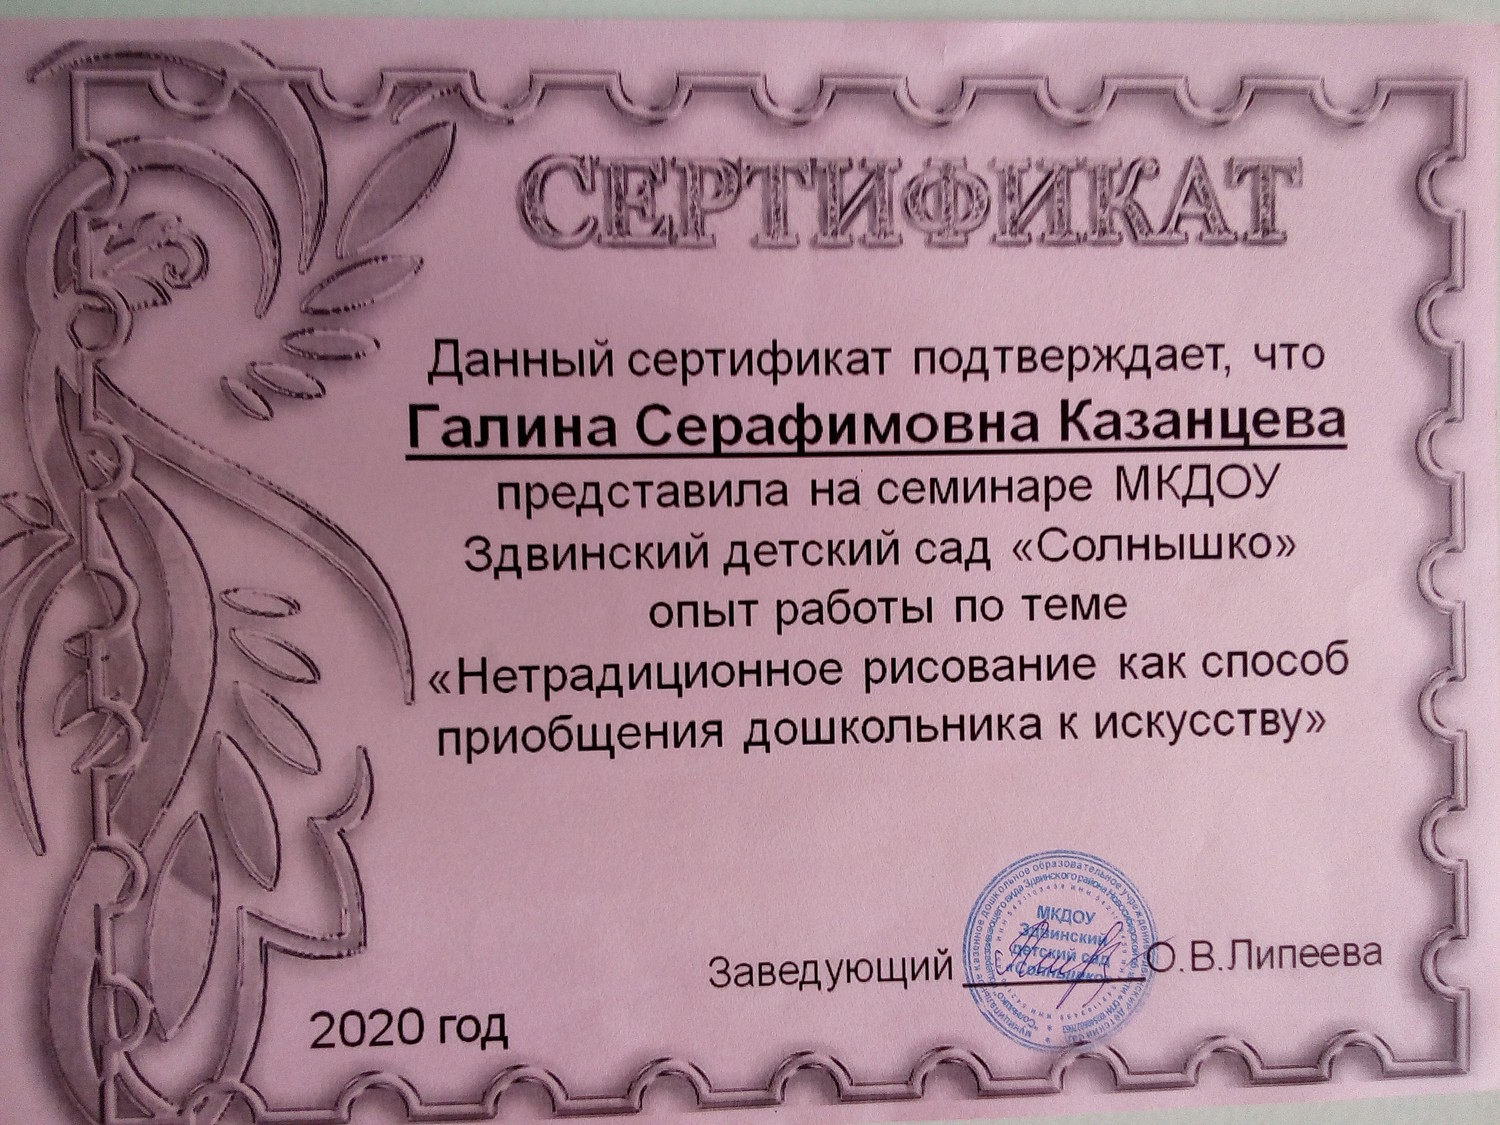 СЕРТИФИКАТ
Данный сертификат подтверждает, что
Галина Серафимовна Казанцева
представила на семинаре МКДОУ
Здвинский детский сад «Солнышко»
опыт работы по теме
«Нетрадиционное рисование как способ
приобщения дошкольника к искусству»
МКДОУ
Здвинский
детский сад
«Солнышко»
Заведующий О.В.Липеева
2020 год